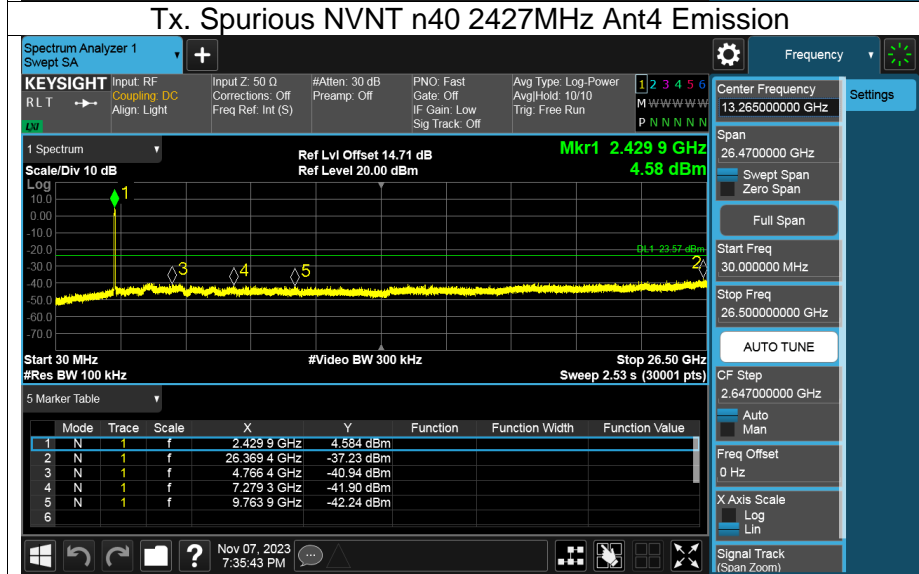 Tx. Spurious NVNT n40 2427MHz Ant4 Emission
Spectrum Analyzer 1
Swept SA
+
Frequency
KEYSIGHT
RLT
LXI
Input: RF
Coupling: DC
Align: Light
Input Z: 50 Ω
Corrections: Off
Freq Ref: Int (S)
#Atten: 30 dB
Preamp: Off
PNO: Fast
Gate: Off
IF Gain: Low
Sig Track: Off
Avg Type: Log-Power
Avg|Hold: 10/10
Trig: Free Run
1 2 3 4 5 6
M W W W W W
P N N N N N
1 Spectrum
Scale/Div 10 dB
Ref Lvl Offset 14.71 dB
Ref Level 20.00 dBm
Mkr1 2.429 9 GHz
4.58 dBm
Log
10.0
0.00
-10.0
-20.0
-30.0
-40.0
-50.0
-60.0
-70.0
1
3
4
5
2
DL1 -23.57 dBm
Start 30 MHz
#Res BW 100 kHz
#Video BW 300 kHz
Stop 26.50 GHz
Sweep 2.53 s (30001 pts)
5 Marker Table
Mode Trace Scale X Y Function Function Width Function Value
1 N 1 f 2.429 9 GHz 4.584 dBm
2 N 1 f 26.369 4 GHz -37.23 dBm
3 N 1 f 4.766 4 GHz -40.94 dBm
4 N 1 f 7.279 3 GHz -41.90 dBm
5 N 1 f 9.763 9 GHz -42.24 dBm
6
Nov 07, 2023
7:35:43 PM
?
Center Frequency
13.265000000 GHz
Settings
Span
26.4700000 GHz
Swept Span
Zero Span
Full Span
Start Freq
30.000000 MHz
Stop Freq
26.500000000 GHz
AUTO TUNE
CF Step
2.647000000 GHz
Auto
Man
Freq Offset
0 Hz
X Axis Scale
Log
Lin
Signal Track
(Span Zoom)